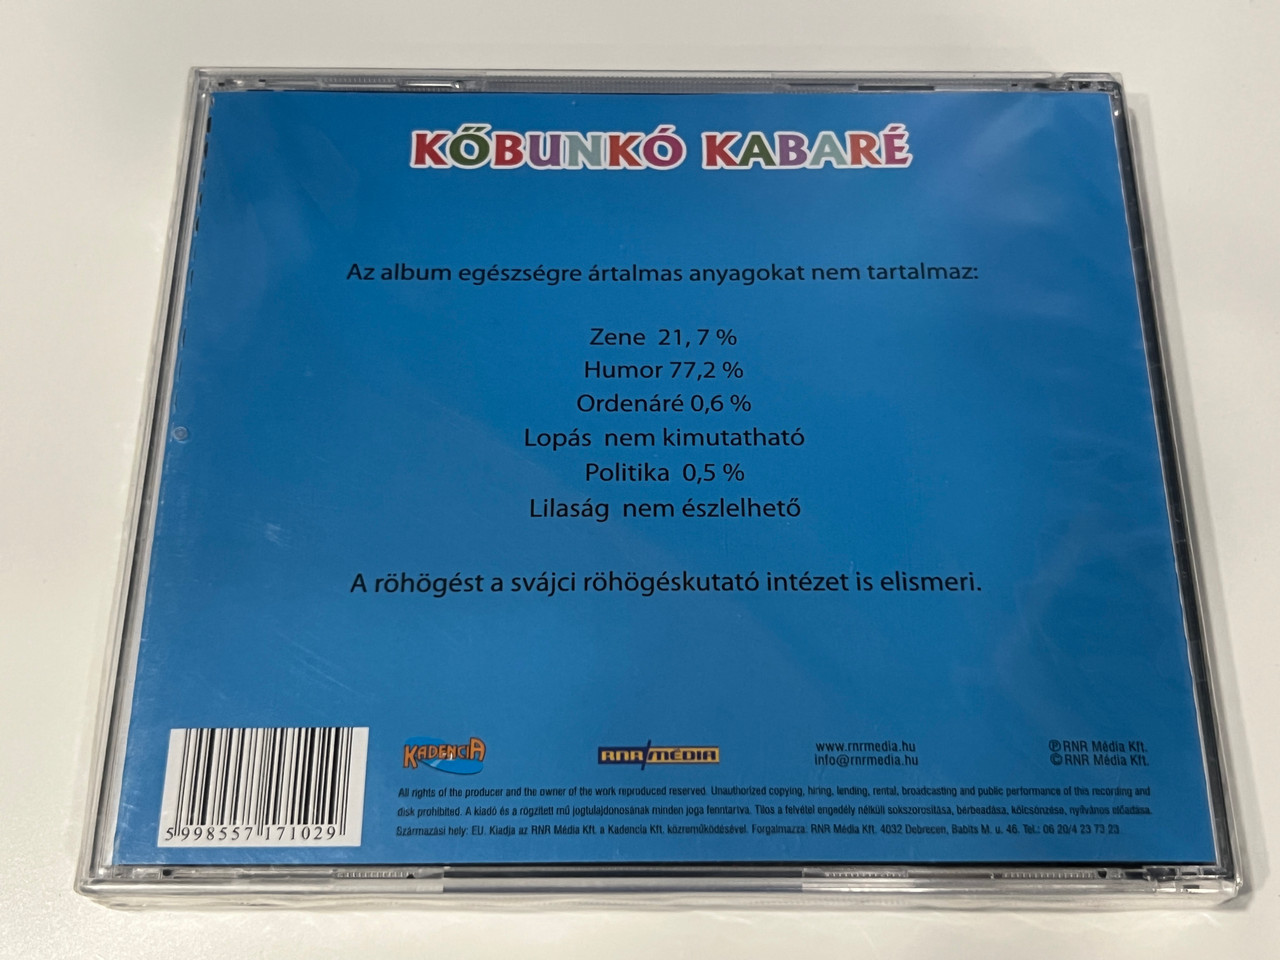 KŐBUNKÓ KABARÉ
Az album egészségre ártalmas anyagokat nem tartalmaz:
Zene 21, 7 %
Humor 77,2 %
Ordenáré 0,6 %
Lopás nem kimutatható
Politika 0,5 %
Lilaság nem észlelhető
A röhögést a svájci röhögéskutató intézet is elismeri.
5 998557 171029
KADENCIA
RNR MÉDIA
www.rnrmedia.hu
info@rnrmedia.hu
Ⓟ RNR Média Kft.
© RNR Média Kft.
All rights of the producer and the owner of the work reproduced reserved. Unauthorized copying, hiring, lending, rental, broadcasting and public performance of this recording and
disk prohibited. A kiadó és a rögzített mű jogtulajdonosának minden joga fenntartva. Tilos a felvétel engedély nélküli sokszorosítása, bérbeadása, kölcsönzése, nyilvános előadása.
Származási hely: EU. Kiadja az RNR Média Kft. a Kadencia Kft. közreműködésével. Forgalmazza: RNR Média Kft. 4032 Debrecen, Babits M. u. 46. Tel.: 06 20/4 23 73 23